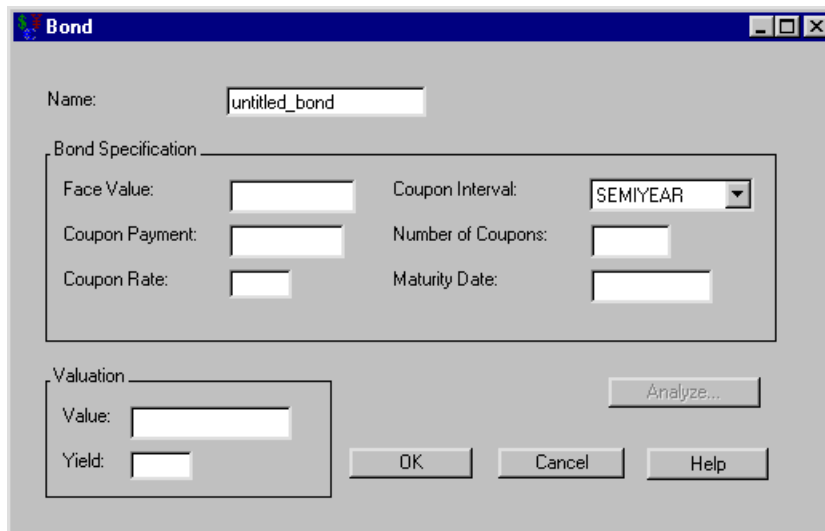 Bond
Name: untitled_bond
Bond Specification
Face Value: Coupon Interval: SEMIYEAR
Coupon Payment: Number of Coupons:
Coupon Rate: Maturity Date:
Valuation
Value:
Yield:
Analyze...
OK Cancel Help